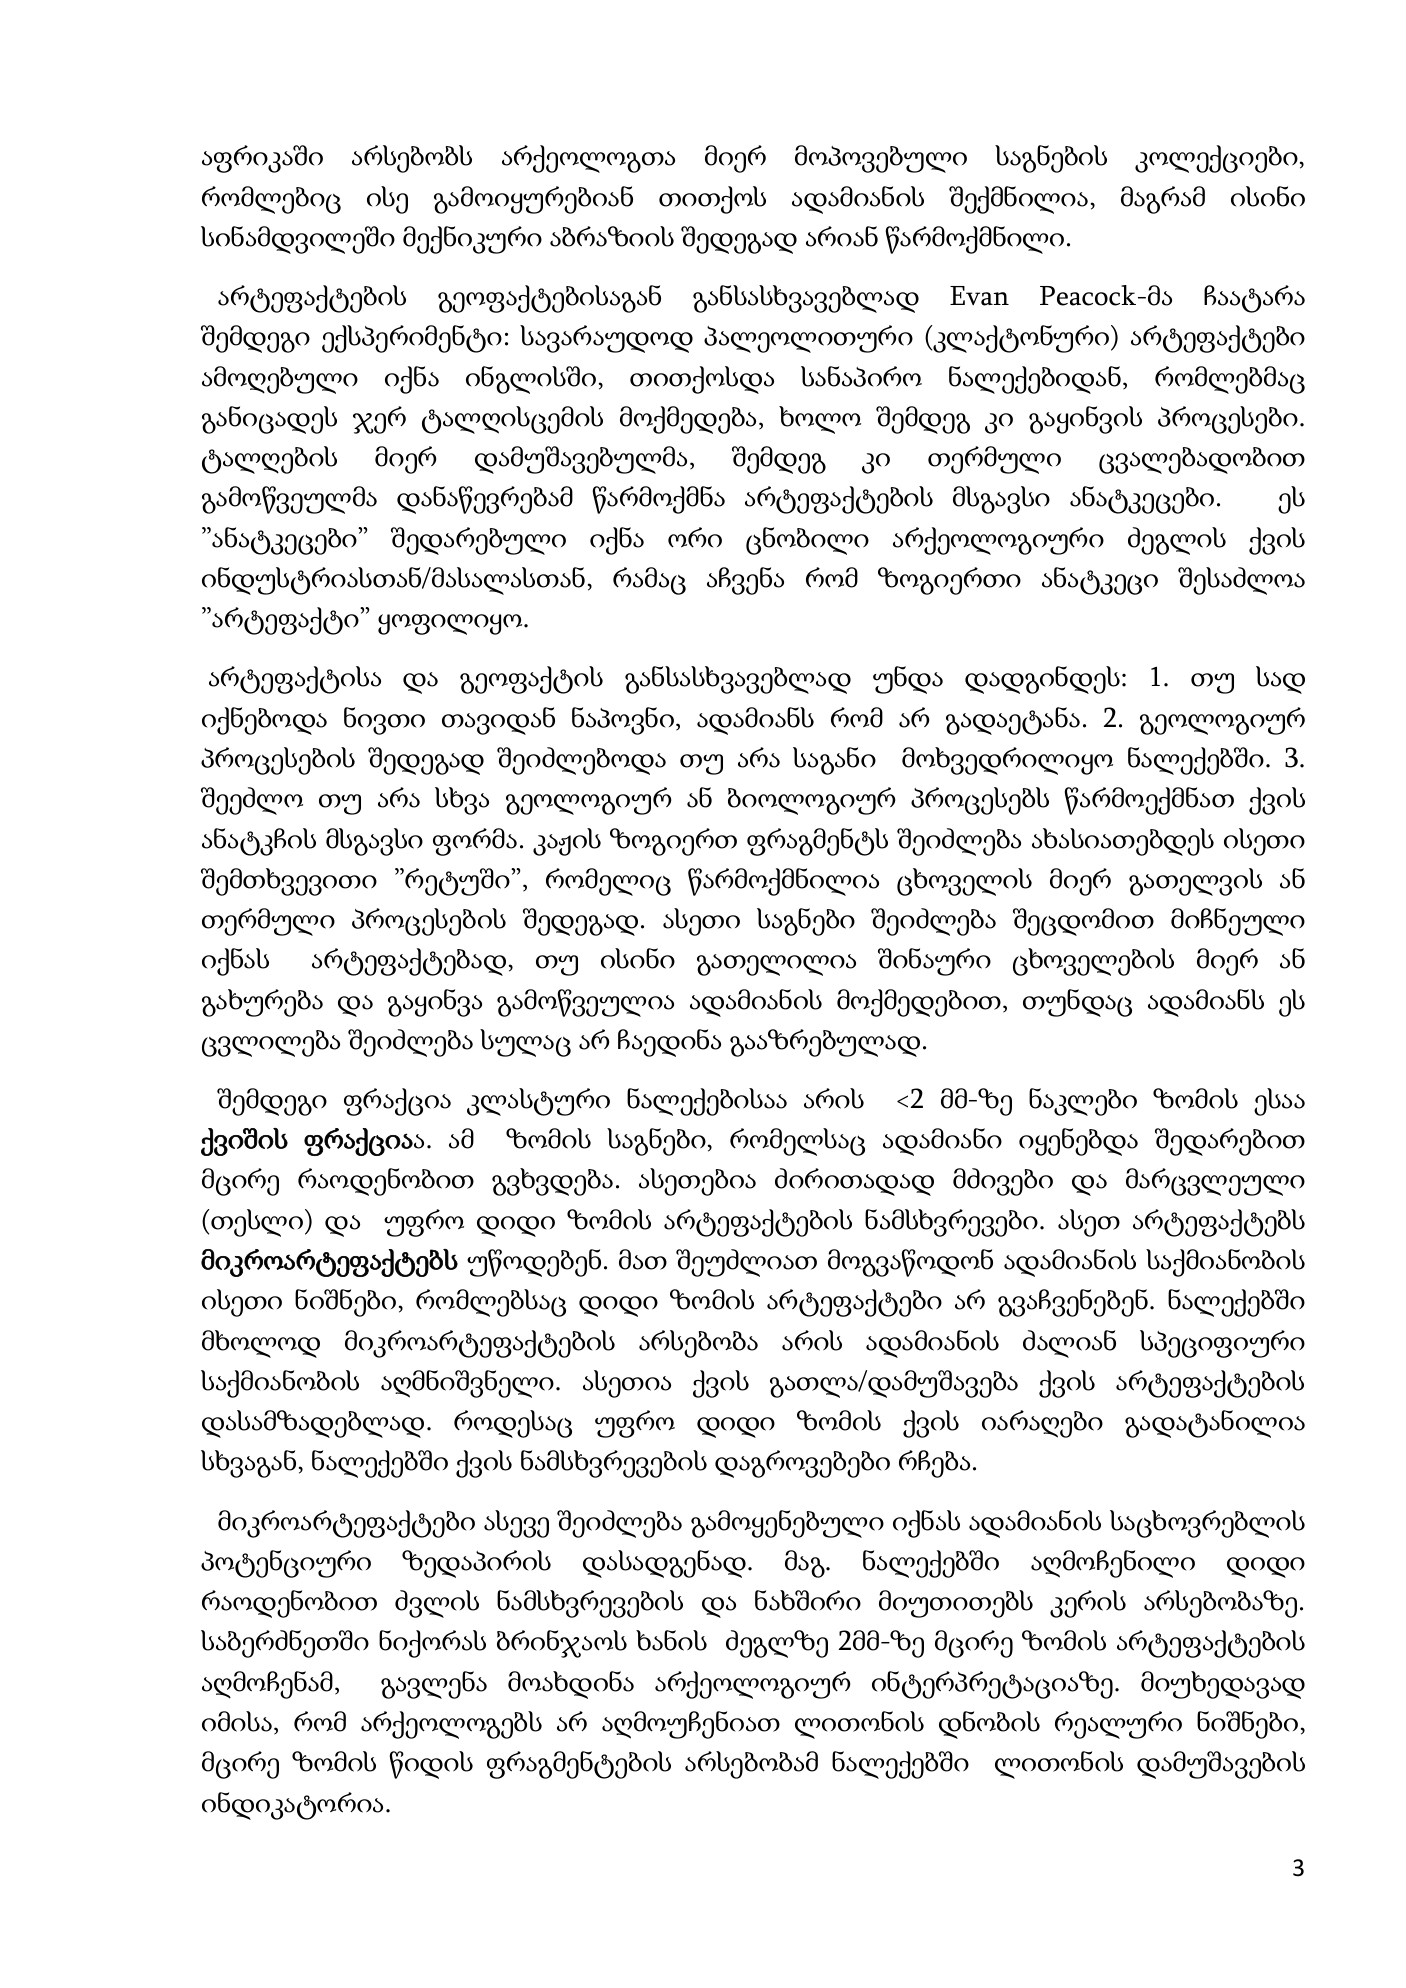 აფრიკაში არსებობს არქეოლოგთა მიერ მოპოვებული საგნების კოლექციები,
რომლებიც ისე გამოიყურებიან თითქოს ადამიანის შექმნილია, მაგრამ ისინი
სინამდვილეში მექნიკური აბრაზიის შედეგად არიან წარმოქმნილი.
არტეფაქტების გეოფაქტებისაგან განსასხვავებლად Evan Peacock-მა ჩაატარა
შემდეგი ექსპერიმენტი: სავარაუდოდ პალეოლითური (კლაქტონური) არტეფაქტები
ამოღებული იქნა ინგლისში, თითქოსდა სანაპირო ნალექებიდან, რომლებმაც
განიცადეს ჯერ ტალღისცემის მოქმედება, ხოლო შემდეგ კი გაყინვის პროცესები.
ტალღების მიერ დამუშავებულმა, შემდეგ კი თერმული ცვალებადობით
გამოწვეულმა დანაწევრებამ წარმოქმნა არტეფაქტების მსგავსი ანატკეცები. ეს
”ანატკეცები” შედარებული იქნა ორი ცნობილი არქეოლოგიური ძეგლის ქვის
ინდუსტრიასთან/მასალასთან, რამაც აჩვენა რომ ზოგიერთი ანატკეცი შესაძლოა
”არტეფაქტი” ყოფილიყო.
არტეფაქტისა და გეოფაქტის განსასხვავებლად უნდა დადგინდეს: 1. თუ სად
იქნებოდა ნივთი თავიდან ნაპოვნი, ადამიანს რომ არ გადაეტანა. 2. გეოლოგიურ
პროცესების შედეგად შეიძლებოდა თუ არა საგანი მოხვედრილიყო ნალექებში. 3.
შეეძლო თუ არა სხვა გეოლოგიურ ან ბიოლოგიურ პროცესებს წარმოექმნათ ქვის
ანატკჩის მსგავსი ფორმა. კაჟის ზოგიერთ ფრაგმენტს შეიძლება ახასიათებდეს ისეთი
შემთხვევითი ”რეტუში”, რომელიც წარმოქმნილია ცხოველის მიერ გათელვის ან
თერმული პროცესების შედეგად. ასეთი საგნები შეიძლება შეცდომით მიჩნეული
იქნას არტეფაქტებად, თუ ისინი გათელილია შინაური ცხოველების მიერ ან
გახურება და გაყინვა გამოწვეულია ადამიანის მოქმედებით, თუნდაც ადამიანს ეს
ცვლილება შეიძლება სულაც არ ჩაედინა გააზრებულად.
შემდეგი ფრაქცია კლასტური ნალექებისაა არის <2 მმ-ზე ნაკლები ზომის ესაა
ქვიშის ფრაქციაა. ამ ზომის საგნები, რომელსაც ადამიანი იყენებდა შედარებით
მცირე რაოდენობით გვხვდება. ასეთებია ძირითადად მძივები და მარცვლეული
(თესლი) და უფრო დიდი ზომის არტეფაქტების ნამსხვრევები. ასეთ არტეფაქტებს
მიკროარტეფაქტებს უწოდებენ. მათ შეუძლიათ მოგვაწოდონ ადამიანის საქმიანობის
ისეთი ნიშნები, რომლებსაც დიდი ზომის არტეფაქტები არ გვაჩვენებენ. ნალექებში
მხოლოდ მიკროარტეფაქტების არსებობა არის ადამიანის ძალიან სპეციფიური
საქმიანობის აღმნიშვნელი. ასეთია ქვის გათლა/დამუშავება ქვის არტეფაქტების
დასამზადებლად. როდესაც უფრო დიდი ზომის ქვის იარაღები გადატანილია
სხვაგან, ნალექებში ქვის ნამსხვრევების დაგროვებები რჩება.
მიკროარტეფაქტები ასევე შეიძლება გამოყენებული იქნას ადამიანის საცხოვრებლის
პოტენციური ზედაპირის დასადგენად. მაგ. ნალექებში აღმოჩენილი დიდი
რაოდენობით ძვლის ნამსხვრევების და ნახშირი მიუთითებს კერის არსებობაზე.
საბერძნეთში ნიქორას ბრინჯაოს ხანის ძეგლზე 2მმ-ზე მცირე ზომის არტეფაქტების
აღმოჩენამ, გავლენა მოახდინა არქეოლოგიურ ინტერპრეტაციაზე. მიუხედავად
იმისა, რომ არქეოლოგებს არ აღმოუჩენიათ ლითონის დნობის რეალური ნიშნები,
მცირე ზომის წიდის ფრაგმენტების არსებობამ ნალექებში ლითონის დამუშავების
ინდიკატორია.
3